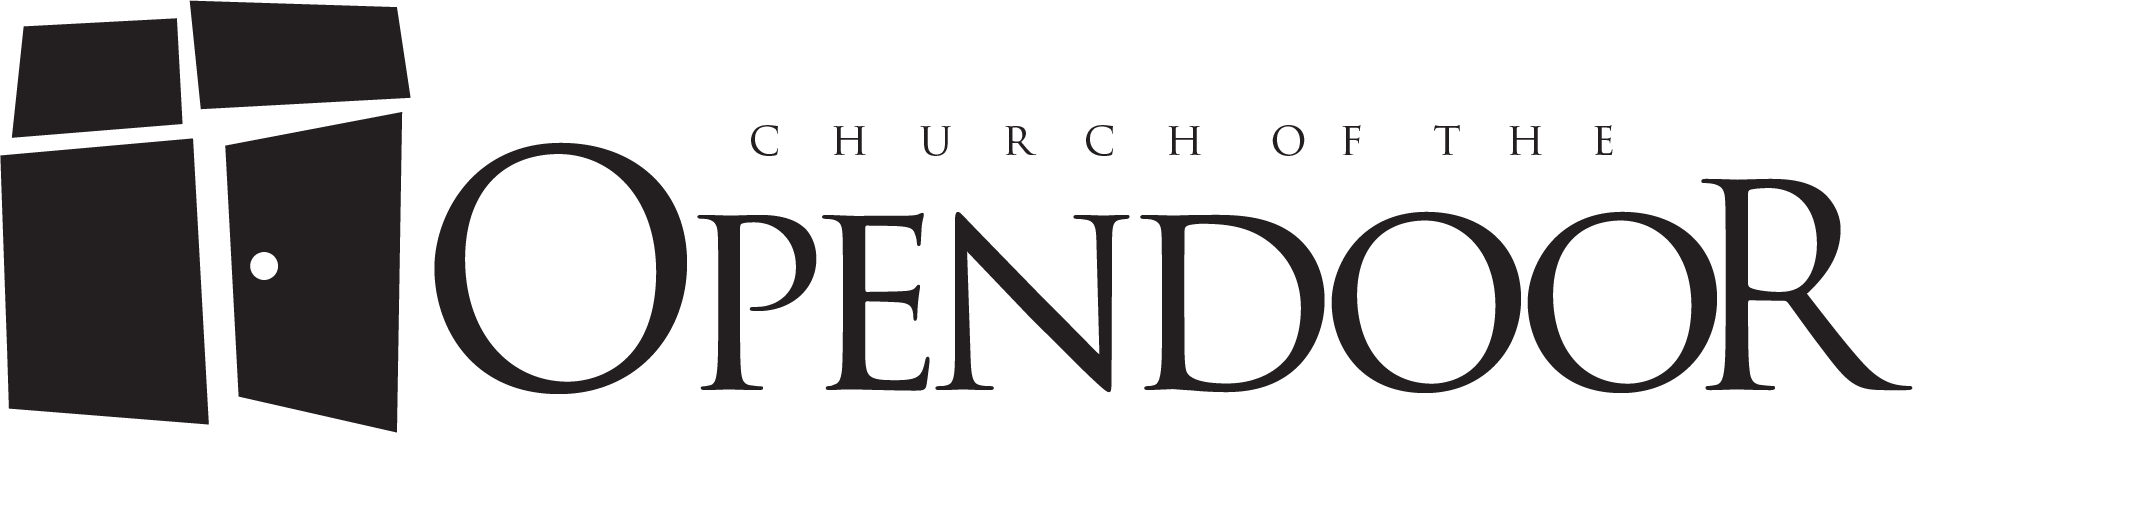 CHURCH OF THE
OPENDOOR